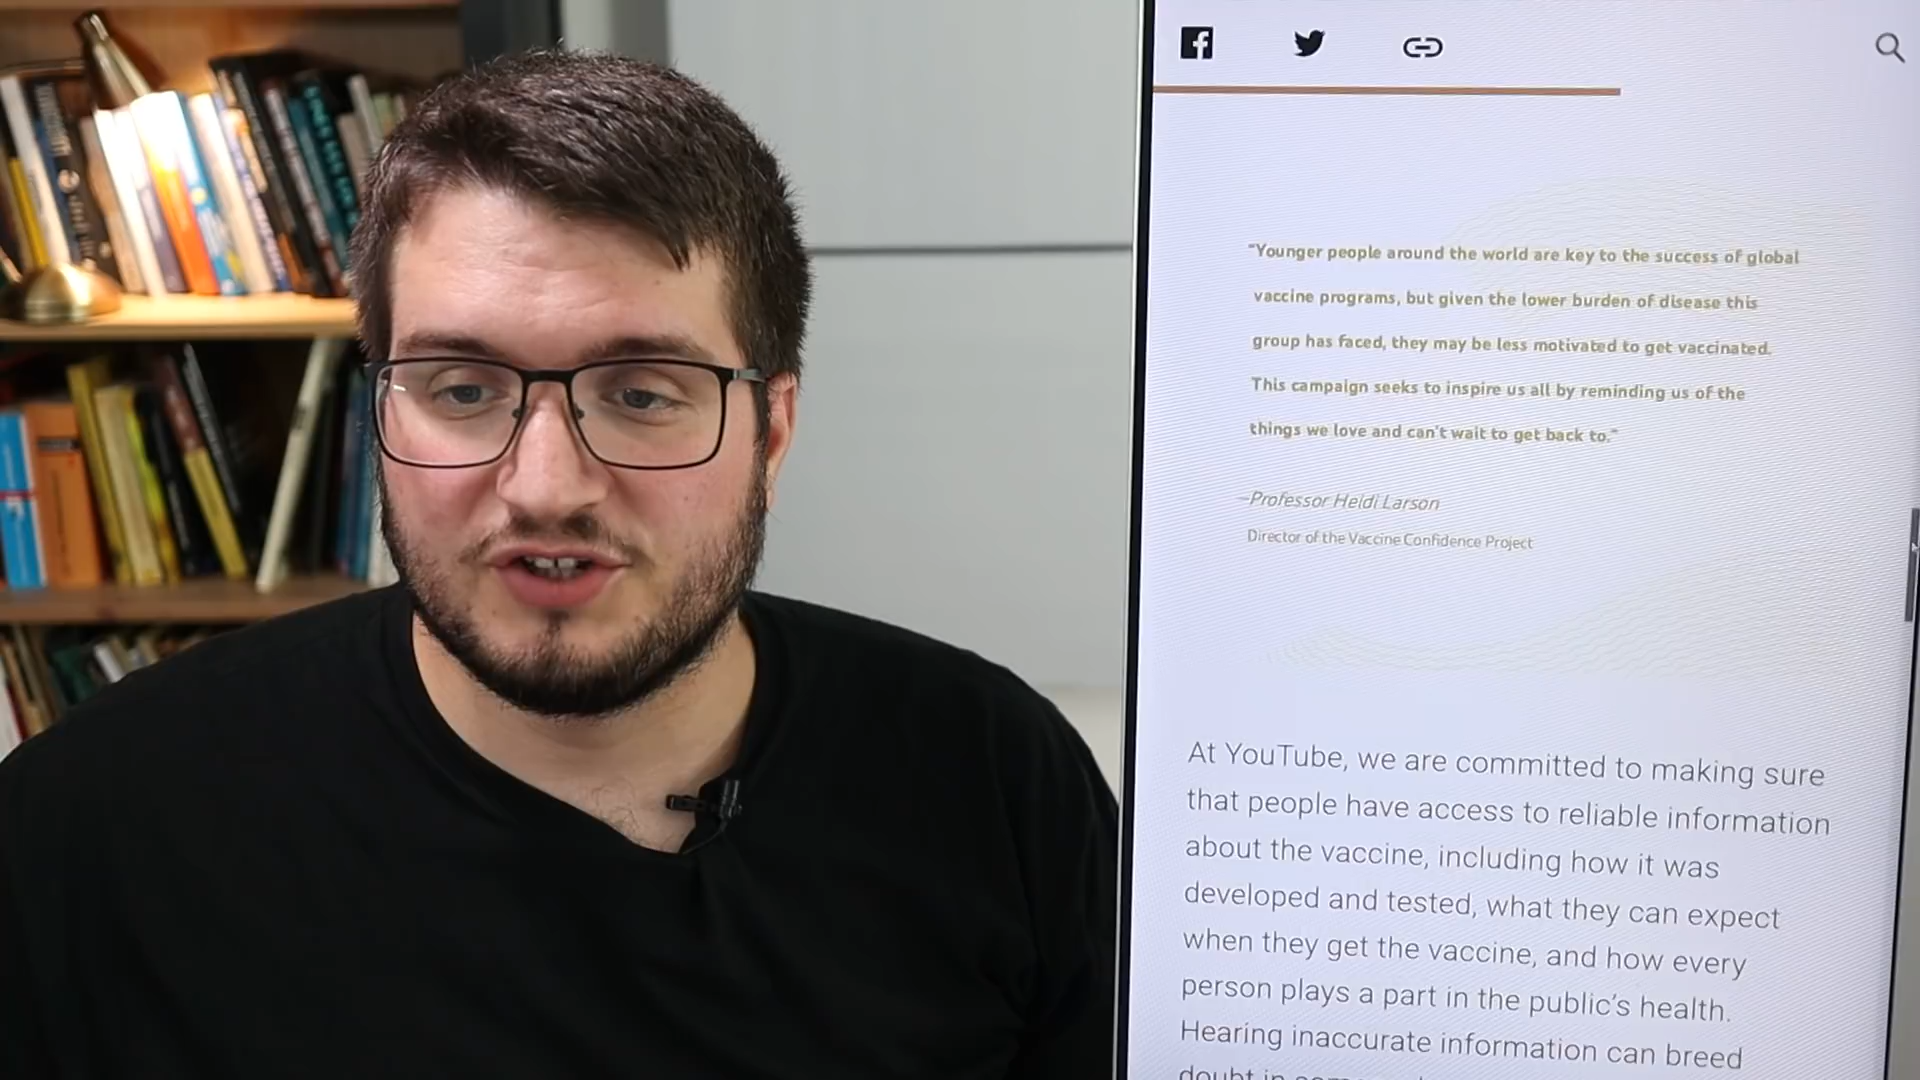 "Younger people around the world are key to the success of global
vaccine programs, but given the lower burden of disease this
group has faced, they may be less motivated to get vaccinated.
This campaign seeks to inspire us all by reminding us of the
things we love and can't wait to get back to."
–Professor Heidi Larson
Director of the Vaccine Confidence Project
At YouTube, we are committed to making sure
that people have access to reliable information
about the vaccine, including how it was
developed and tested, what they can expect
when they get the vaccine, and how every
person plays a part in the public's health.
Hearing inaccurate information can breed
doubt in